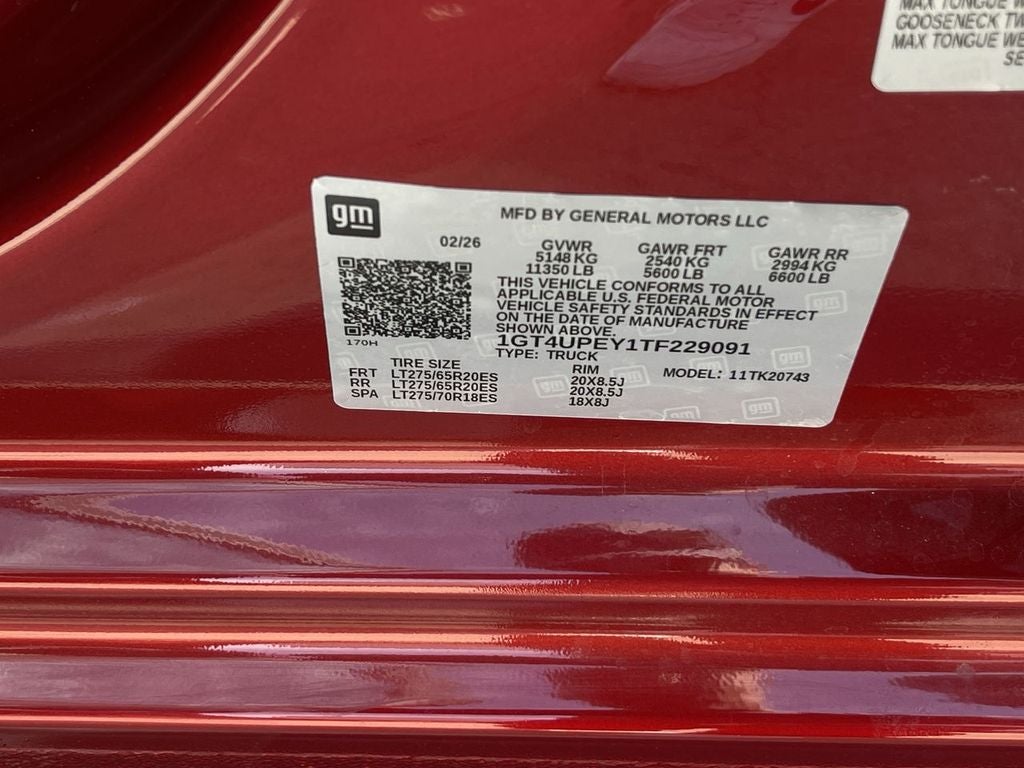 MAX TONGUE W
GOOSENECK TW
MAX TONGUE WE
SE
gm
MFD BY GENERAL MOTORS LLC
02/26
GVWR GAWR FRT GAWR RR
5148 KG 2540 KG 2994 KG
11350 LB 5600 LB 6600 LB
THIS VEHICLE CONFORMS TO ALL
APPLICABLE U.S. FEDERAL MOTOR
VEHICLE SAFETY STANDARDS IN EFFECT
ON THE DATE OF MANUFACTURE
SHOWN ABOVE.
170H
1GT4UPEY1TF229091
TYPE: TRUCK MODEL: 11TK20743
TIRE SIZE RIM
FRT LT275/65R20ES 20X8.5J
RR LT275/65R20ES 20X8.5J
SPA LT275/70R18ES 18X8J